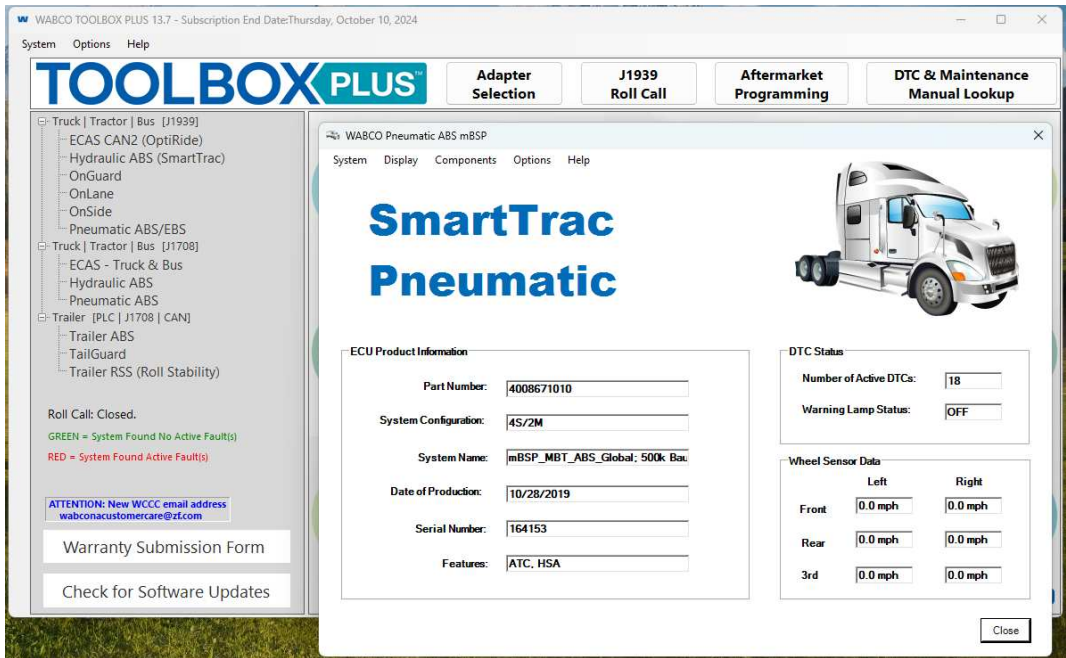 WABCO TOOLBOX PLUS 13.7 - Subscription End Date:Thursday, October 10, 2024
System Options Help
TOOLBOX PLUS™
Adapter
Selection
J1939
Roll Call
Aftermarket
Programming
DTC & Maintenance
Manual Lookup
Truck | Tractor | Bus [J1939]
ECAS CAN2 (OptiRide)
Hydraulic ABS (SmartTrac)
OnGuard
OnLane
OnSide
Pneumatic ABS/EBS
Truck | Tractor | Bus [J1708]
ECAS - Truck & Bus
Hydraulic ABS
Pneumatic ABS
Trailer [PLC | J1708 | CAN]
Trailer ABS
TailGuard
Trailer RSS (Roll Stability)
Roll Call: Closed.
GREEN = System Found No Active Fault(s)
RED = System Found Active Fault(s)
ATTENTION: New WCCC email address
wabconacustomercare@zf.com
Warranty Submission Form
Check for Software Updates
WABCO Pneumatic ABS mBSP
System Display Components Options Help
SmartTrac
Pneumatic
ECU Product Information
Part Number: 4008671010
System Configuration: 4S/2M
System Name: mBSP_MBT_ABS_Global; 500k Bau
Date of Production: 10/28/2019
Serial Number: 164153
Features: ATC, HSA
DTC Status
Number of Active DTCs: 18
Warning Lamp Status: OFF
Wheel Sensor Data
Left Right
Front 0.0 mph 0.0 mph
Rear 0.0 mph 0.0 mph
3rd 0.0 mph 0.0 mph
Close